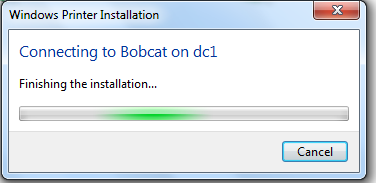 Windows Printer Installation
Connecting to Bobcat on dc1
Finishing the installation...
Cancel